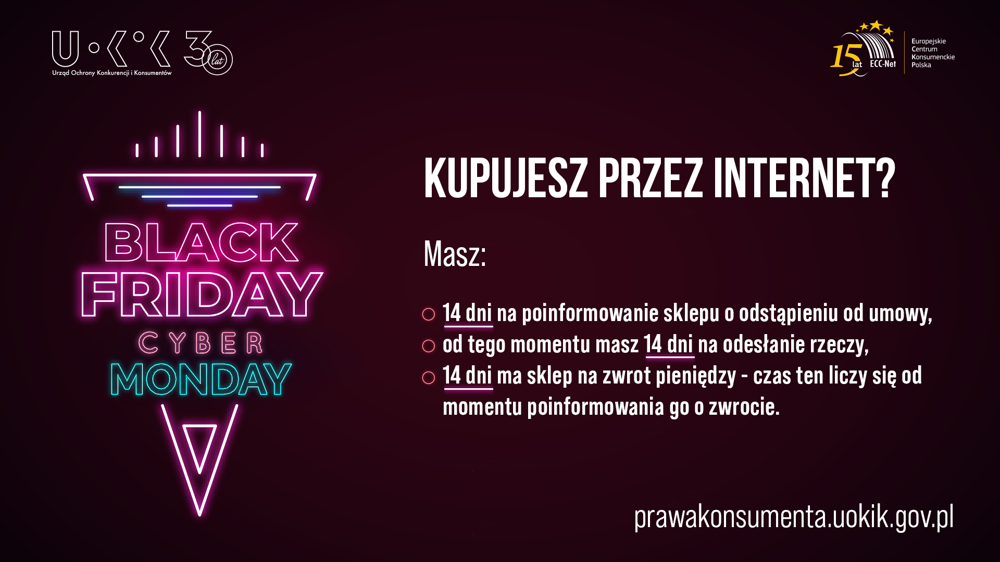 UOKiK 30 lat
Urząd Ochrony Konkurencji i Konsumentów
15 lat ECC-Net
Europejskie
Centrum
Konsumenckie
Polska
BLACK
FRIDAY
CYBER
MONDAY
KUPUJESZ PRZEZ INTERNET?
Masz:
14 dni na poinformowanie sklepu o odstąpieniu od umowy,
od tego momentu masz 14 dni na odesłanie rzeczy,
14 dni ma sklep na zwrot pieniędzy - czas ten liczy się od
momentu poinformowania go o zwrocie.
prawakonsumenta.uokik.gov.pl